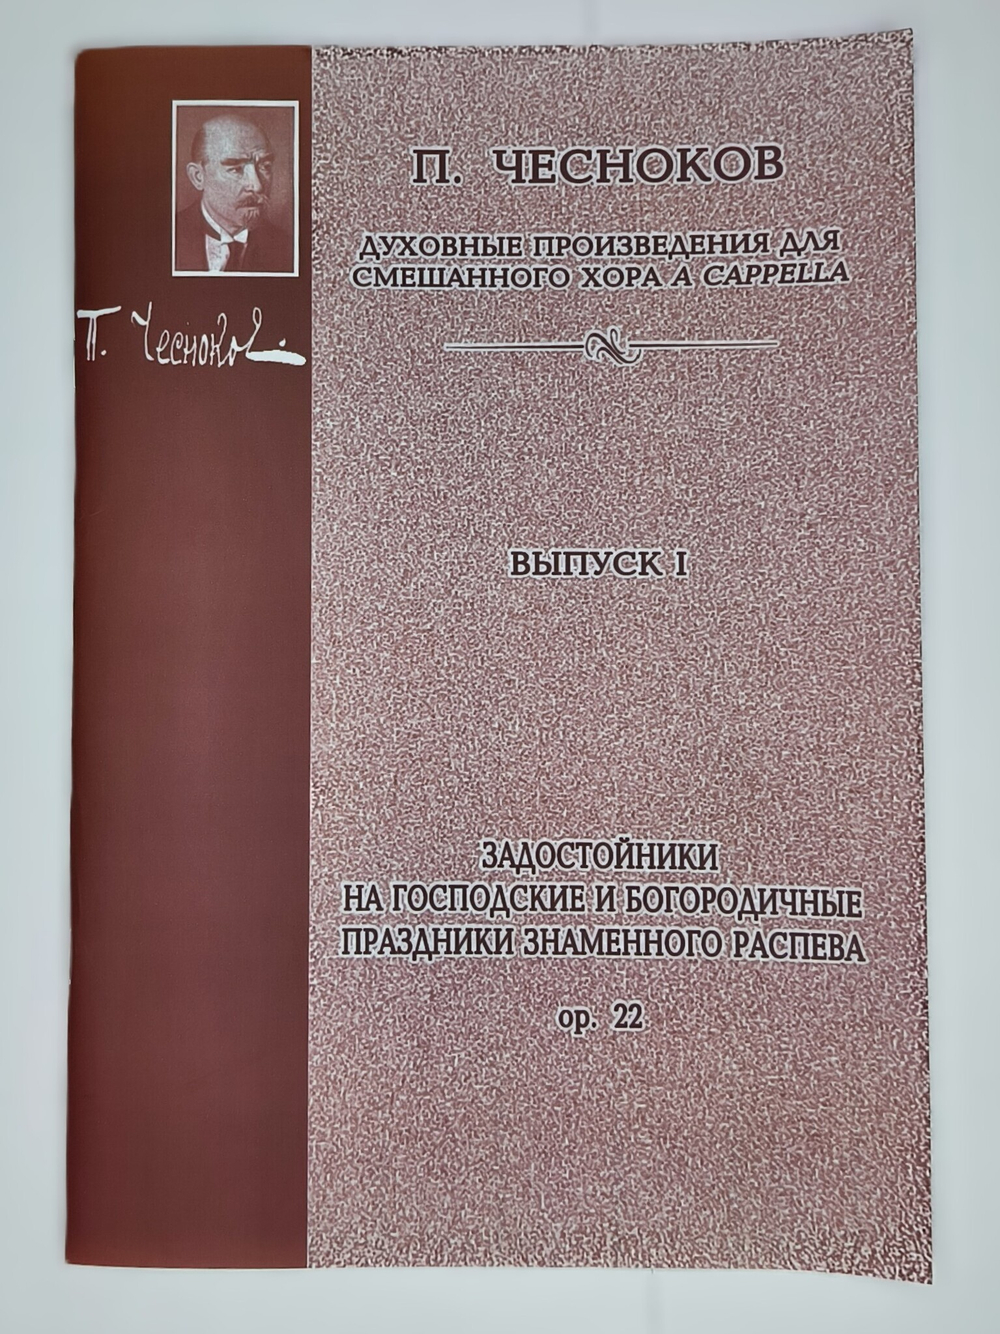 П. Чесноков.
П. ЧЕСНОКОВ
ДУХОВНЫЕ ПРОИЗВЕДЕНИЯ ДЛЯ
СМЕШАННОГО ХОРА A CAPPELLA
ВЫПУСК I
ЗАДОСТОЙНИКИ
НА ГОСПОДСКИЕ И БОГОРОДИЧНЫЕ
ПРАЗДНИКИ ЗНАМЕННОГО РАСПЕВА
op. 22